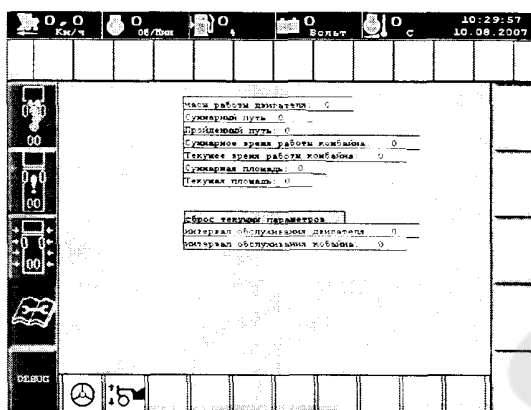 0,0 0 0 0 0 10:29:57
Км/ч Об/Мин % Вольт C 10.08.2007
часы работы двигателя: 0
Суммарный путь 0
Пройденный путь: 0
Суммарное время работы комбайна: 0
Текущее время работы комбайна: 0
Суммарная площадь: 0
Текущая площадь: 0
сброс текущих параметров
интервал обслуживания двигателя 0
интервал обслуживания кобайна: 0
00
00
00
DEBUG